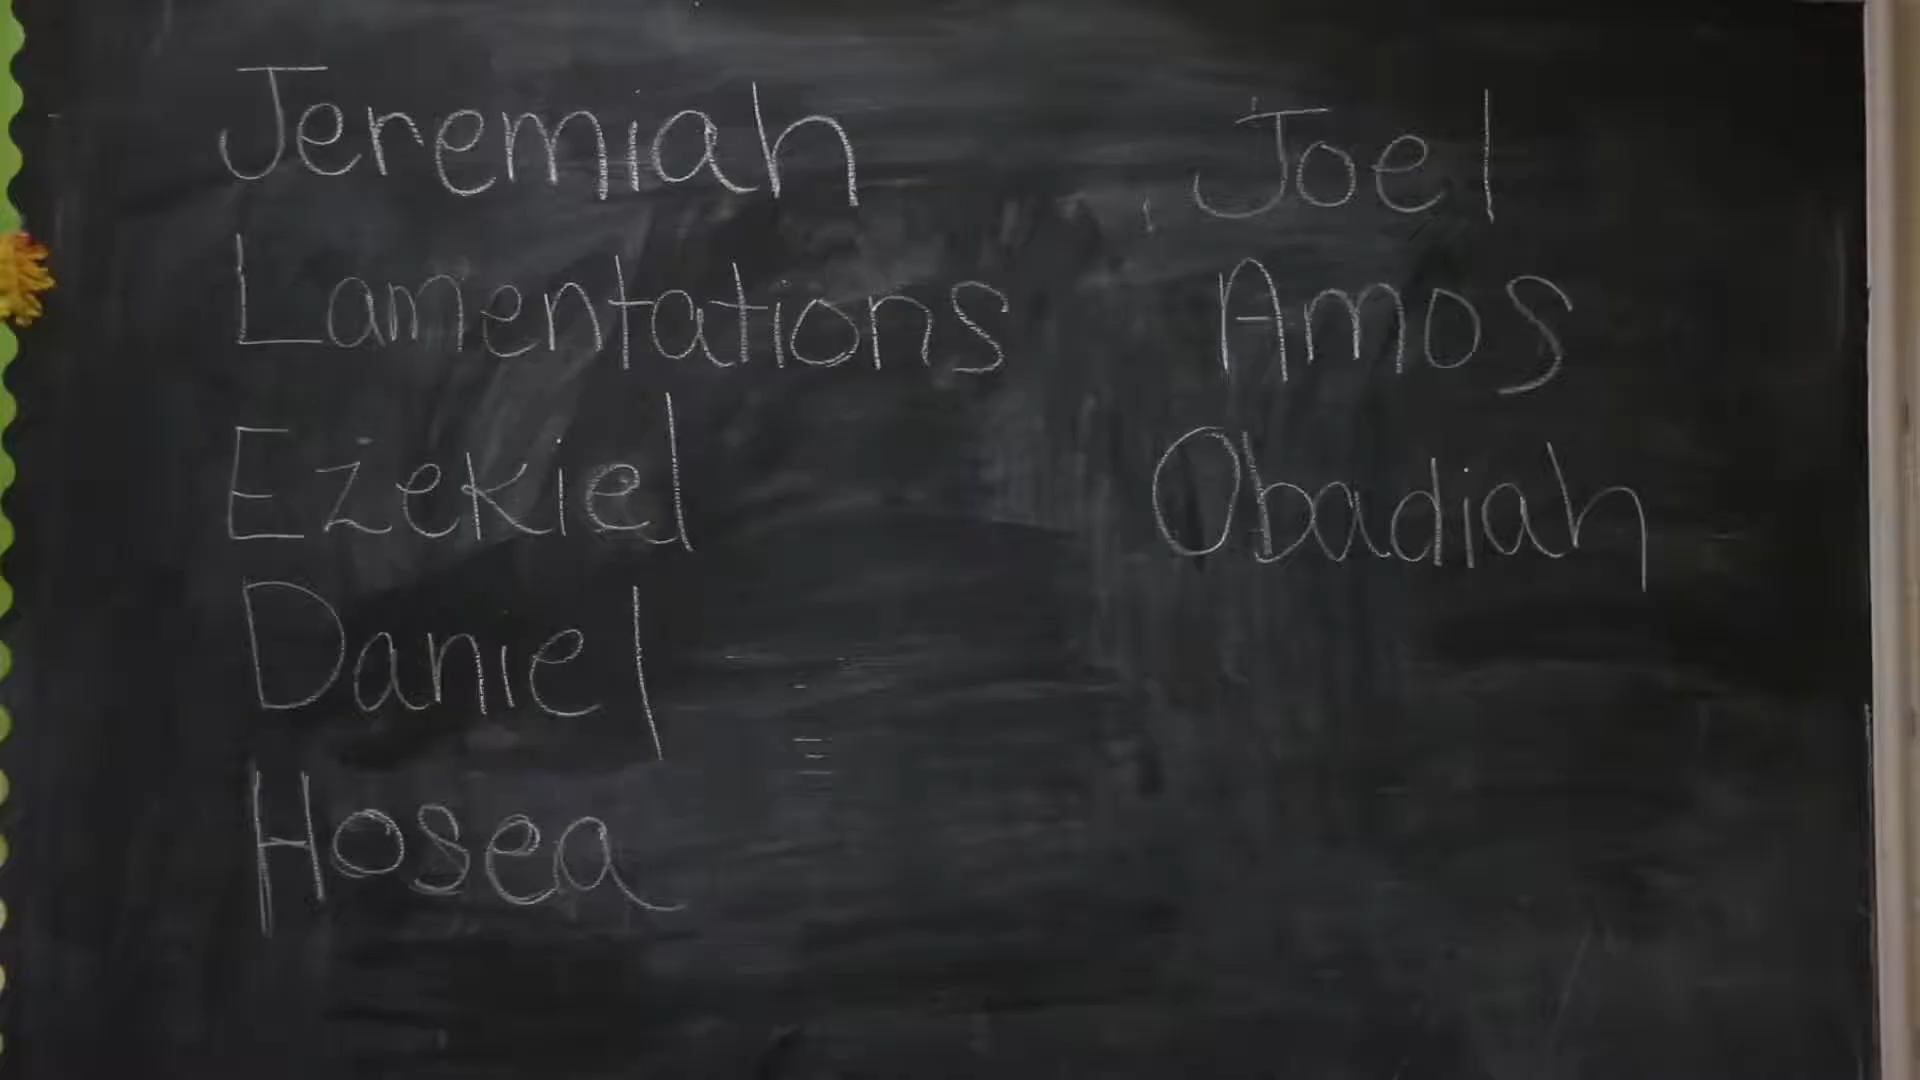 Jeremiah
Lamentations
Ezekiel
Daniel
Hosea
Joel
Amos
Obadiah